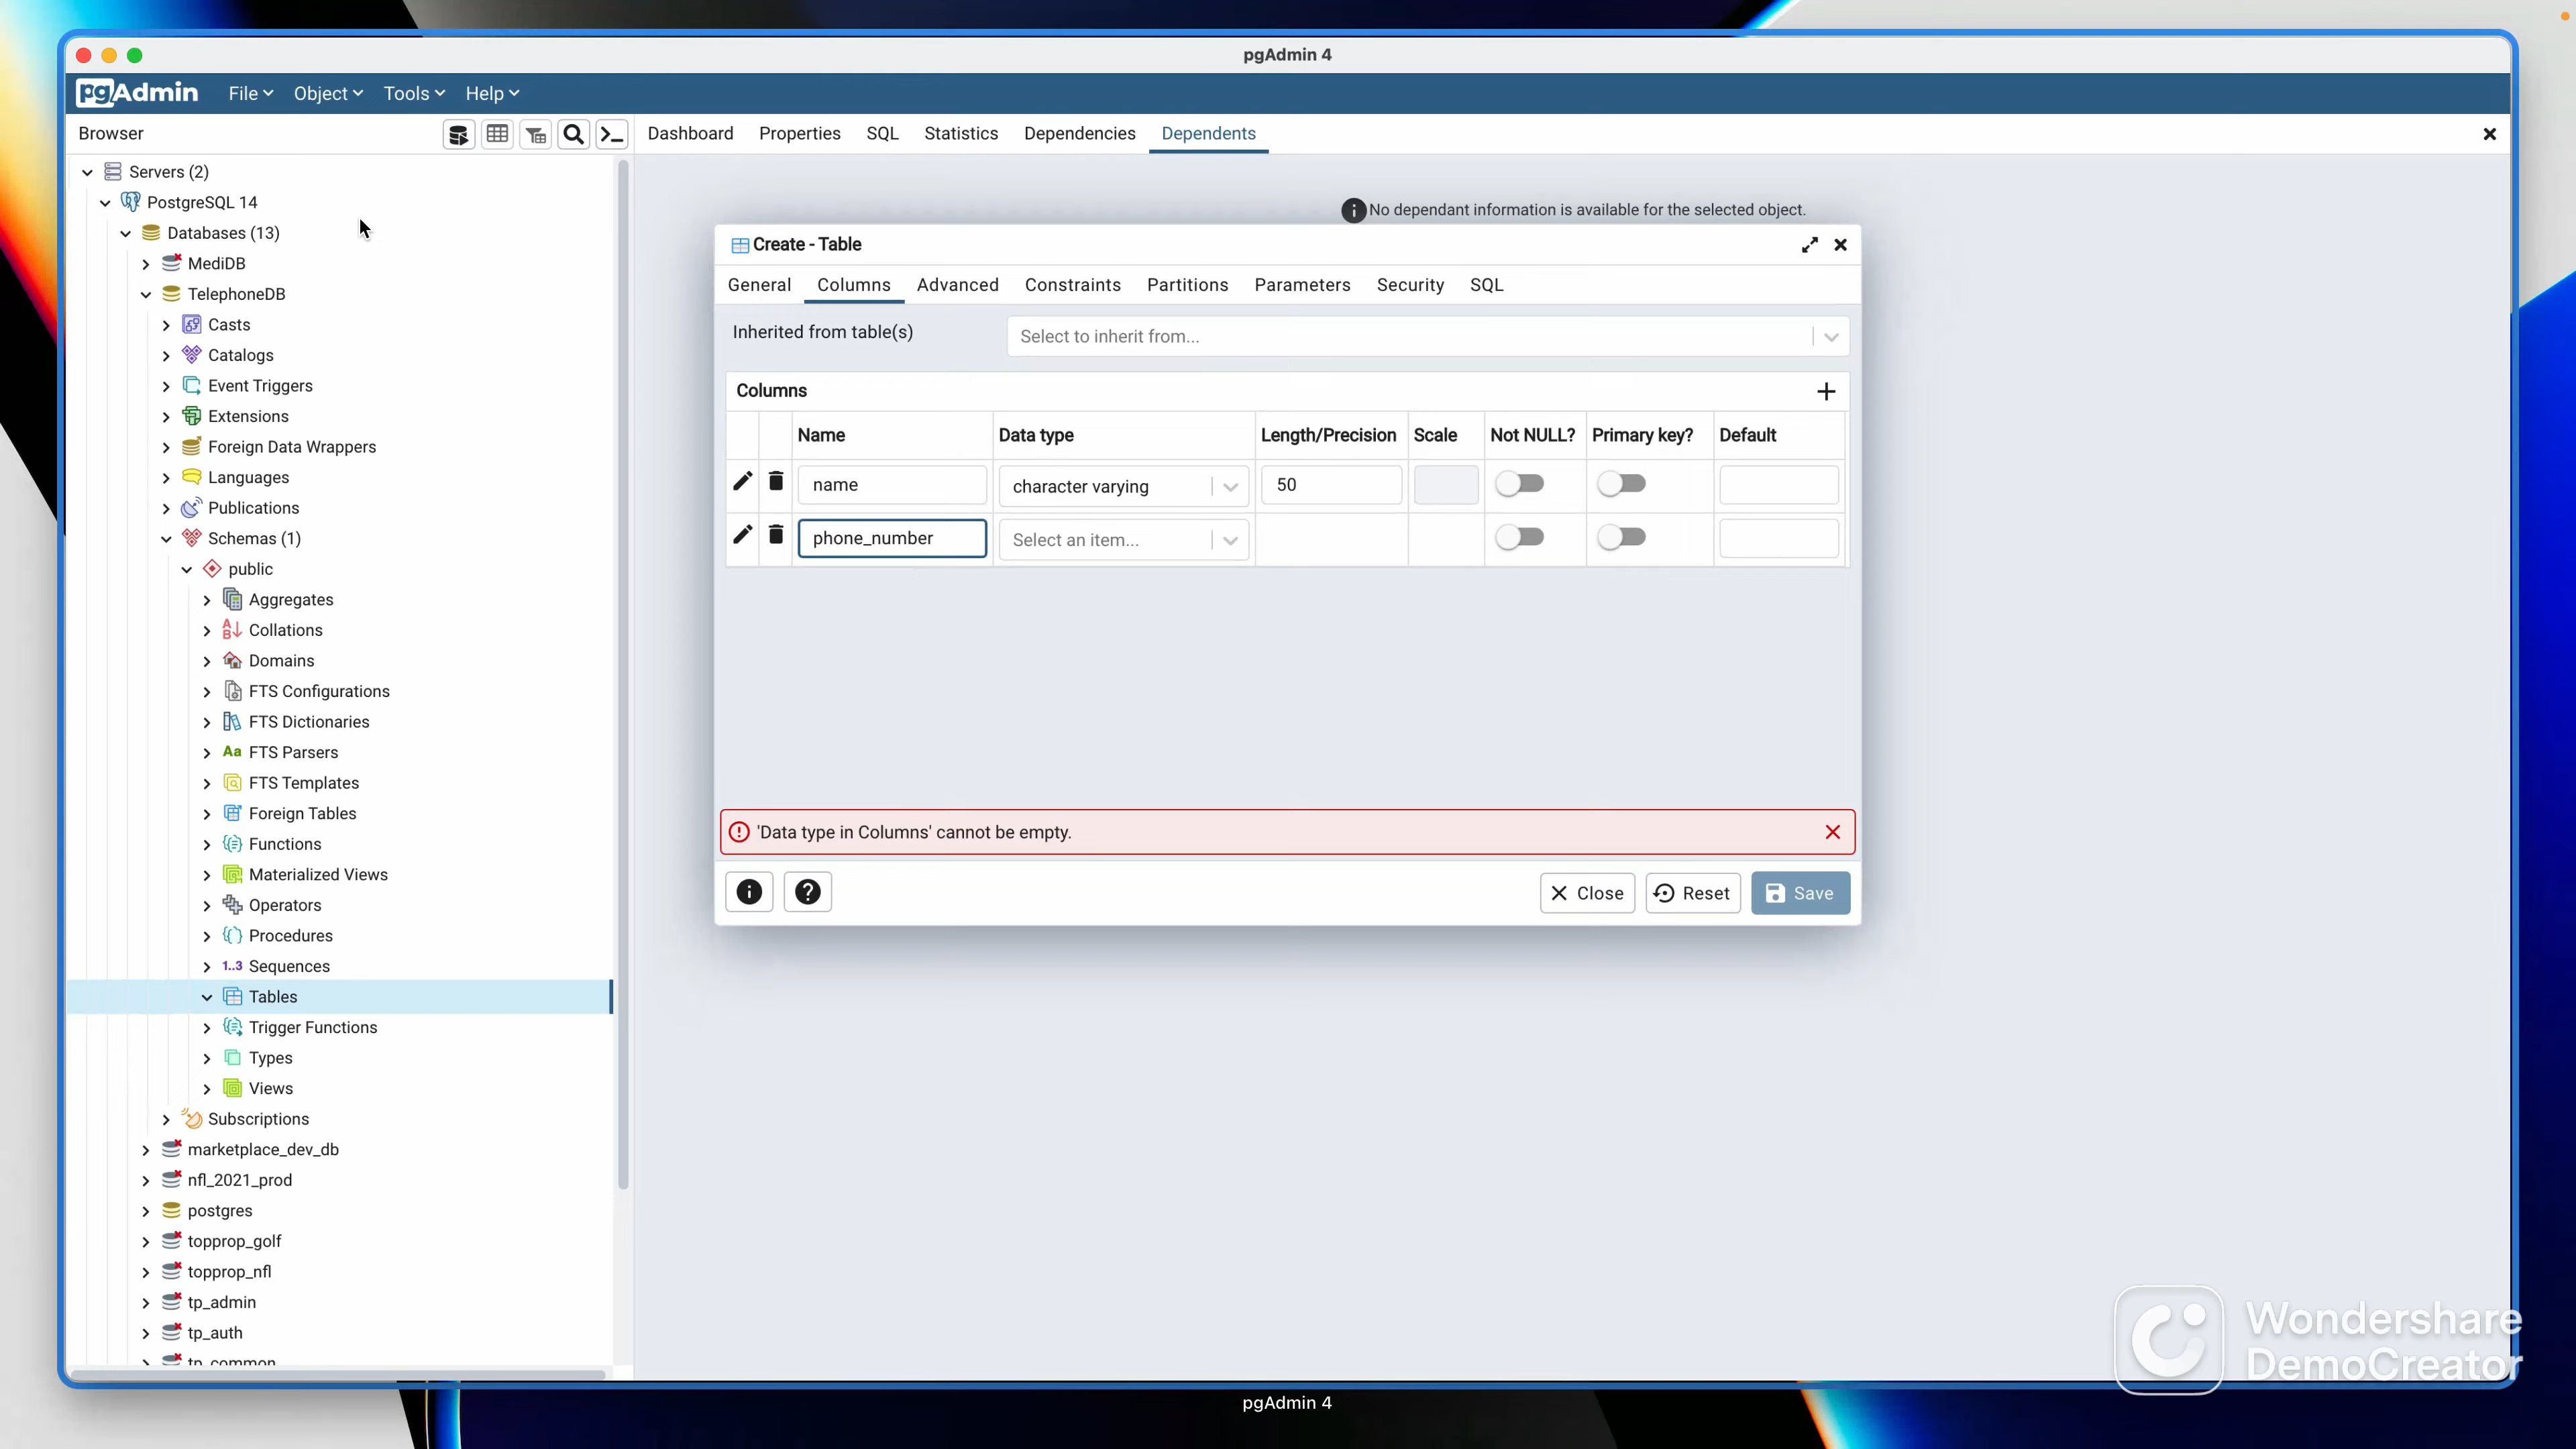 pgAdmin 4
pgAdmin File Object Tools Help
Browser
Dashboard Properties SQL Statistics Dependencies Dependents
Servers (2)
PostgreSQL 14
Databases (13)
MediDB
TelephoneDB
Casts
Catalogs
Event Triggers
Extensions
Foreign Data Wrappers
Languages
Publications
Schemas (1)
public
Aggregates
Collations
Domains
FTS Configurations
FTS Dictionaries
Aa FTS Parsers
FTS Templates
Foreign Tables
Functions
Materialized Views
Operators
Procedures
1..3 Sequences
Tables
Trigger Functions
Types
Views
Subscriptions
marketplace_dev_db
nfl_2021_prod
postgres
topprop_golf
topprop_nfl
tp_admin
tp_auth
tp_common
No dependant information is available for the selected object.
Create - Table
General Columns Advanced Constraints Partitions Parameters Security SQL
Inherited from table(s) Select to inherit from...
Columns
Name Data type Length/Precision Scale Not NULL? Primary key? Default
name character varying 50
phone_number Select an item...
'Data type in Columns' cannot be empty.
Close Reset Save
Wondershare
DemoCreator
pgAdmin 4